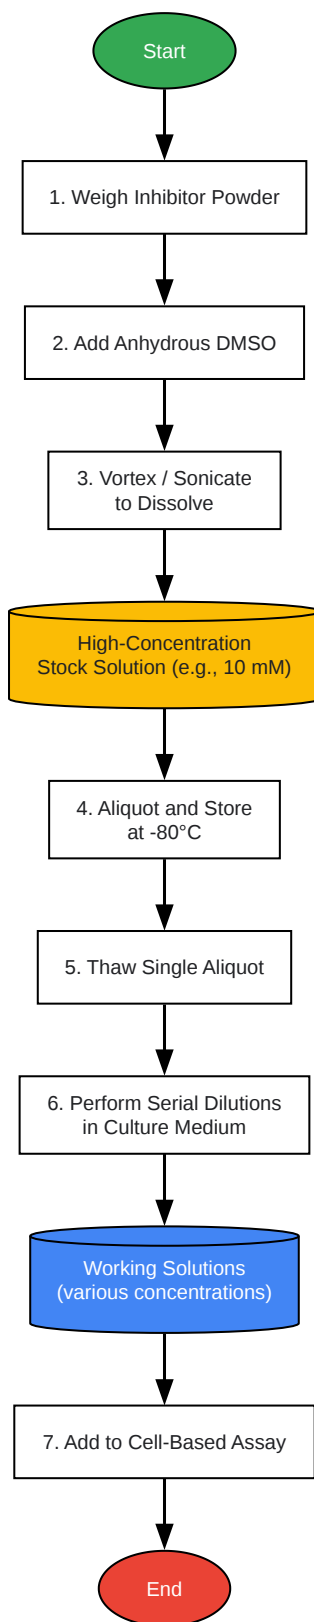 Start
1. Weigh Inhibitor Powder
2. Add Anhydrous DMSO
3. Vortex / Sonicate
to Dissolve
High-Concentration
Stock Solution (e.g., 10 mM)
4. Aliquot and Store
at -80°C
5. Thaw Single Aliquot
6. Perform Serial Dilutions
in Culture Medium
Working Solutions
(various concentrations)
7. Add to Cell-Based Assay
End